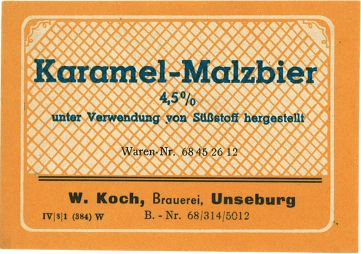 Karamel-Malzbier
4,5%
unter Verwendung von Süßstoff hergestellt
Waren-Nr. 68 45 26 12
W. Koch, Brauerei, Unseburg
IV|3|1 (384) W
B. - Nr. 68/314/5012